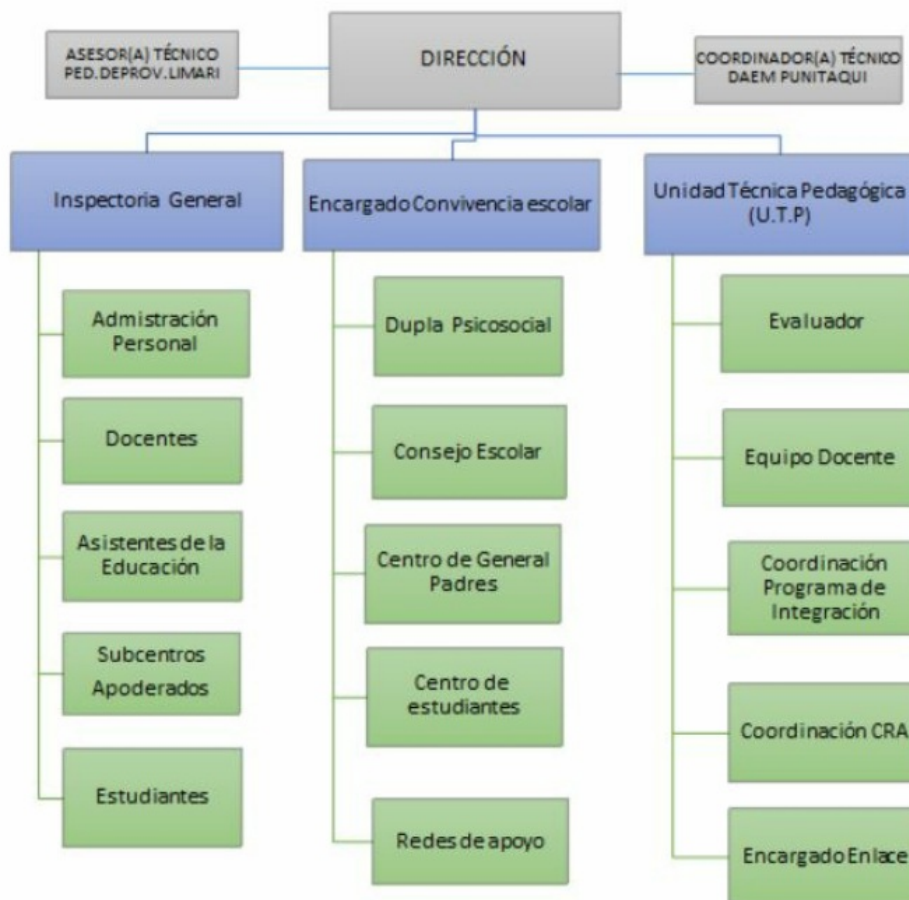 ASESOR(A) TÉCNICO
PED.DEPROV.LIMARI
DIRECCIÓN
COORDINADOR(A) TÉCNICO
DAEM PUNITAQUI
Inspectoria General
Encargado Convivencia escolar
Unidad Técnica Pedagógica
(U.T.P)
Admistración
Personal
Docentes
Asistentes de la
Educación
Subcentros
Apoderados
Estudiantes
Dupla Psicosocial
Consejo Escolar
Centro de General
Padres
Centro de
estudiantes
Redes de apoyo
Evaluador
Equipo Docente
Coordinación
Programa de
Integración
Coordinación CRA
Encargado Enlace